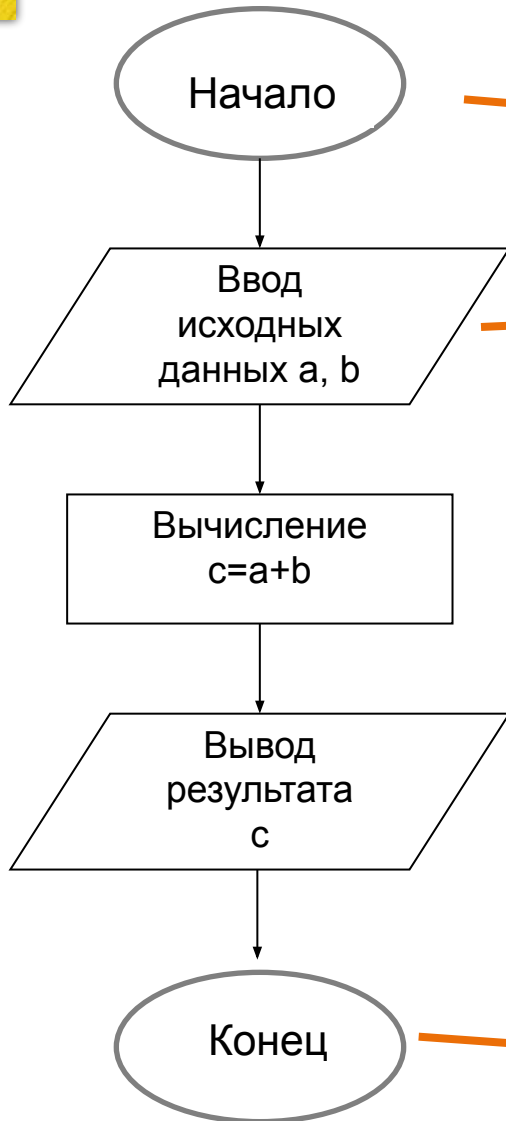 Начало
Ввод
исходных
данных a, b
Вычисление
c=a+b
Вывод
результата
c
Конец